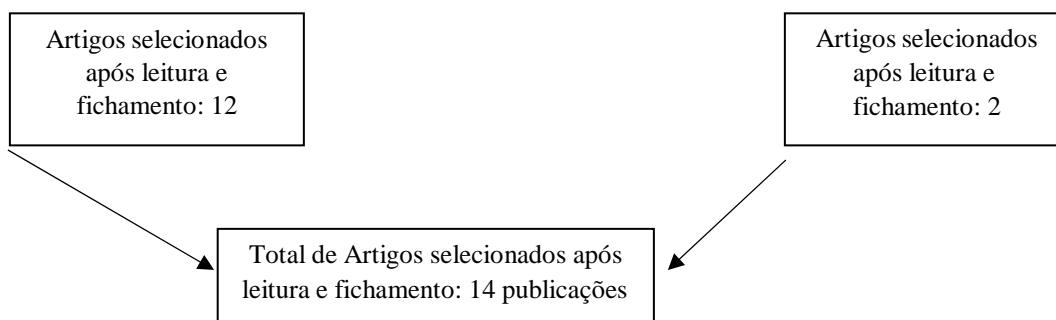 Artigos selecionados
após leitura e
fichamento: 12
Artigos selecionados
após leitura e
fichamento: 2
Total de Artigos selecionados após
leitura e fichamento: 14 publicações